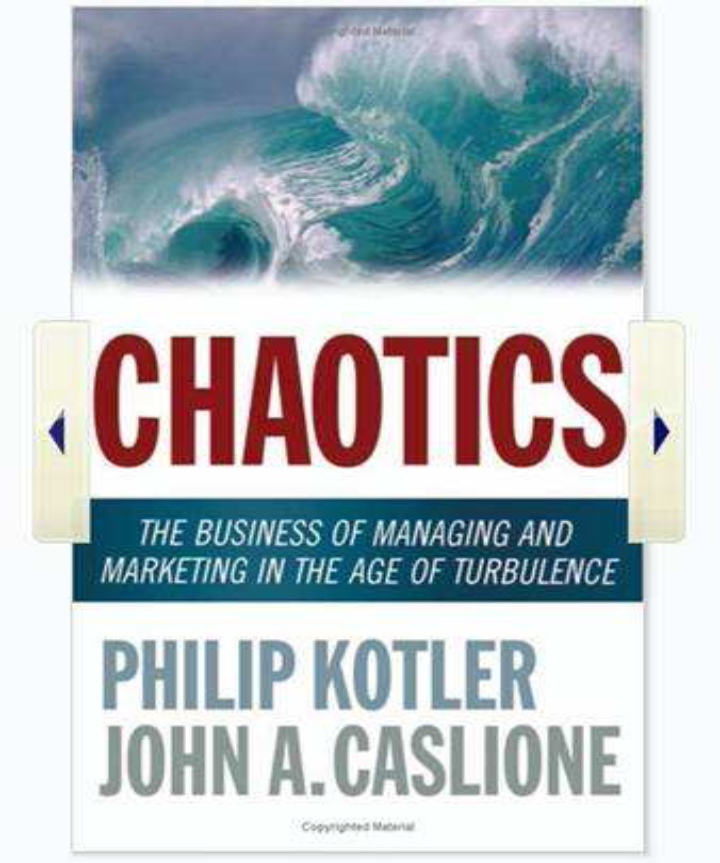 Copyrighted Material
CHAOTICS
THE BUSINESS OF MANAGING AND
MARKETING IN THE AGE OF TURBULENCE
PHILIP KOTLER
JOHN A. CASLIONE
Copyrighted Material